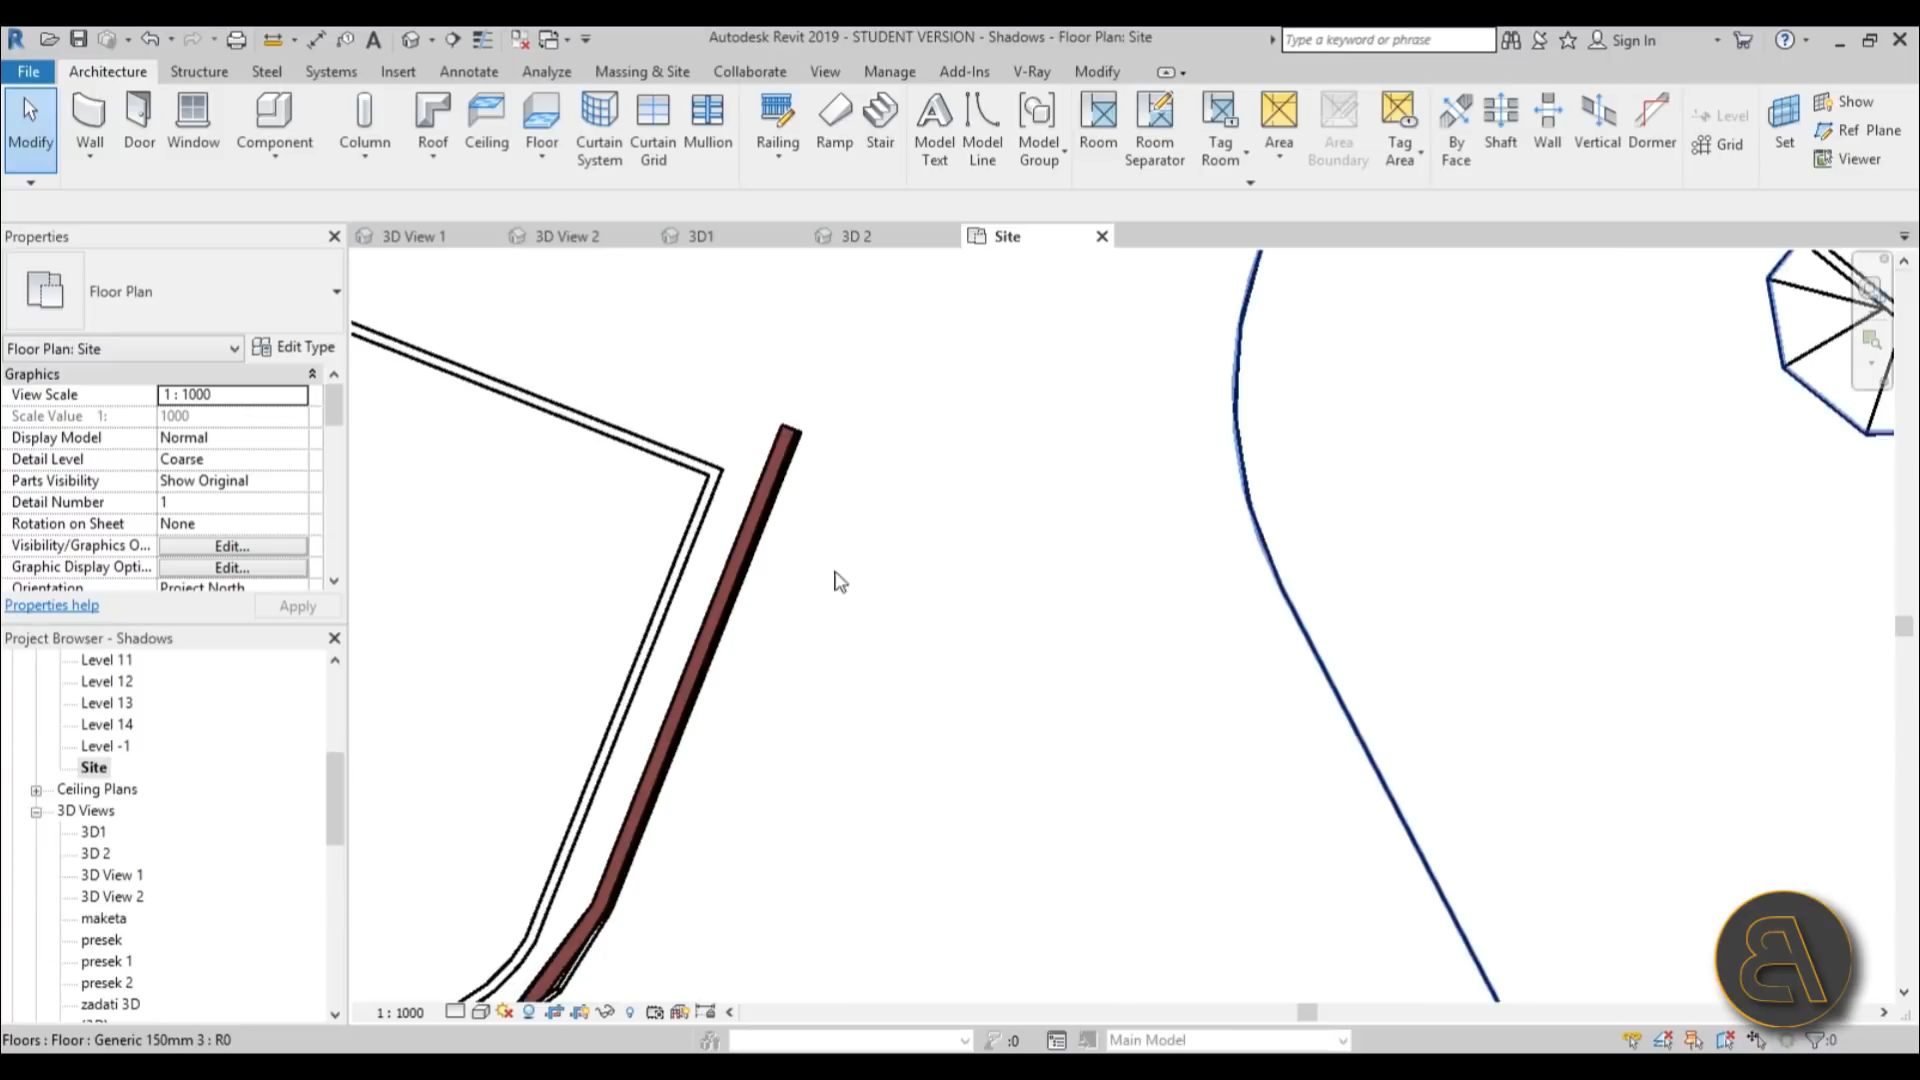 Autodesk Revit 2019 - STUDENT VERSION - Shadows - Floor Plan: Site
Type a keyword or phrase
Sign In
File Architecture Structure Steel Systems Insert Annotate Analyze Massing & Site Collaborate View Manage Add-Ins V-Ray Modify
Modify Wall Door Window Component Column Roof Ceiling Floor Curtain System Curtain Grid Mullion Railing Ramp Stair Model Text Model Line Model Group Room Room Separator Tag Room Area Area Boundary Tag Area By Face Shaft Wall Vertical Dormer Level Grid Set Show Ref Plane Viewer
Properties
3D View 1 3D View 2 3D1 3D 2 Site
Floor Plan
Floor Plan: Site Edit Type
Graphics
View Scale 1 : 1000
Scale Value 1: 1000
Display Model Normal
Detail Level Coarse
Parts Visibility Show Original
Detail Number 1
Rotation on Sheet None
Visibility/Graphics O... Edit...
Graphic Display Opti... Edit...
Orientation Project North
Properties help Apply
Project Browser - Shadows
Level 11
Level 12
Level 13
Level 14
Level -1
Site
Ceiling Plans
3D Views
3D1
3D 2
3D View 1
3D View 2
maketa
presek
presek 1
presek 2
zadati 3D
1 : 1000
Floors : Floor : Generic 150mm 3 : R0
:0
Main Model
:0